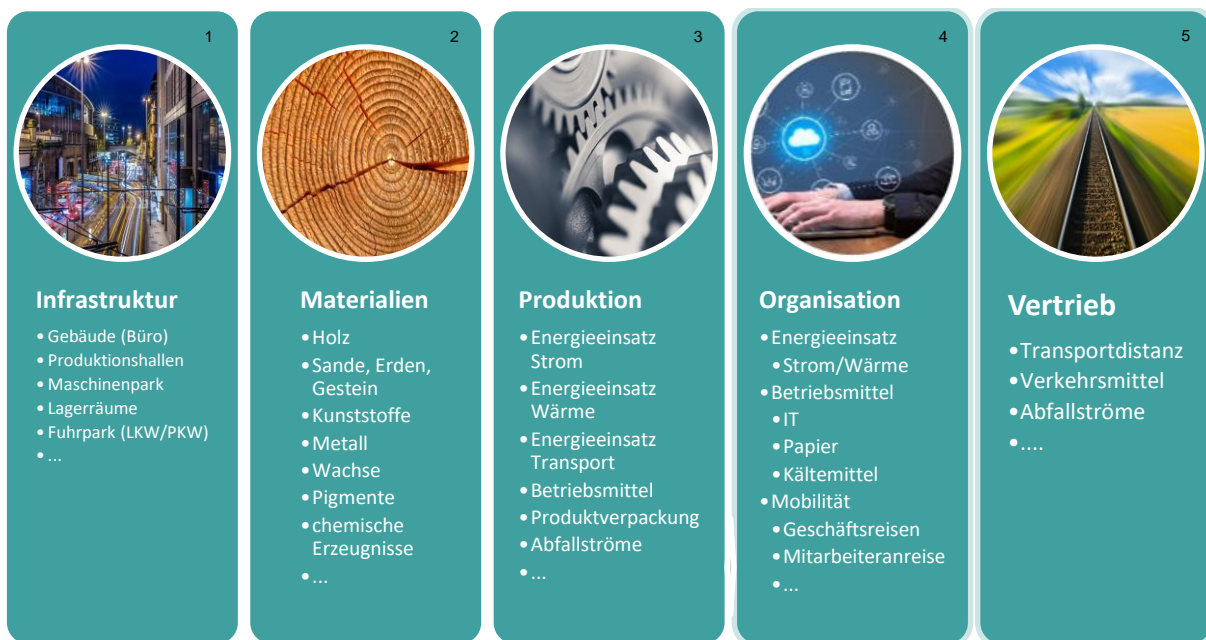 1
Infrastruktur
• Gebäude (Büro)
• Produktionshallen
• Maschinenpark
• Lagerräume
• Fuhrpark (LKW/PKW)
• ...
2
Materialien
• Holz
• Sande, Erden,
Gestein
• Kunststoffe
• Metall
• Wachse
• Pigmente
• chemische
Erzeugnisse
• ...
3
Produktion
• Energieeinsatz
Strom
• Energieeinsatz
Wärme
• Energieeinsatz
Transport
• Betriebsmittel
• Produktverpackung
• Abfallströme
• ...
4
Organisation
• Energieeinsatz
• Strom/Wärme
• Betriebsmittel
• IT
• Papier
• Kältemittel
• Mobilität
• Geschäftsreisen
• Mitarbeiteranreise
• ...
5
Vertrieb
• Transportdistanz
• Verkehrsmittel
• Abfallströme
• ....